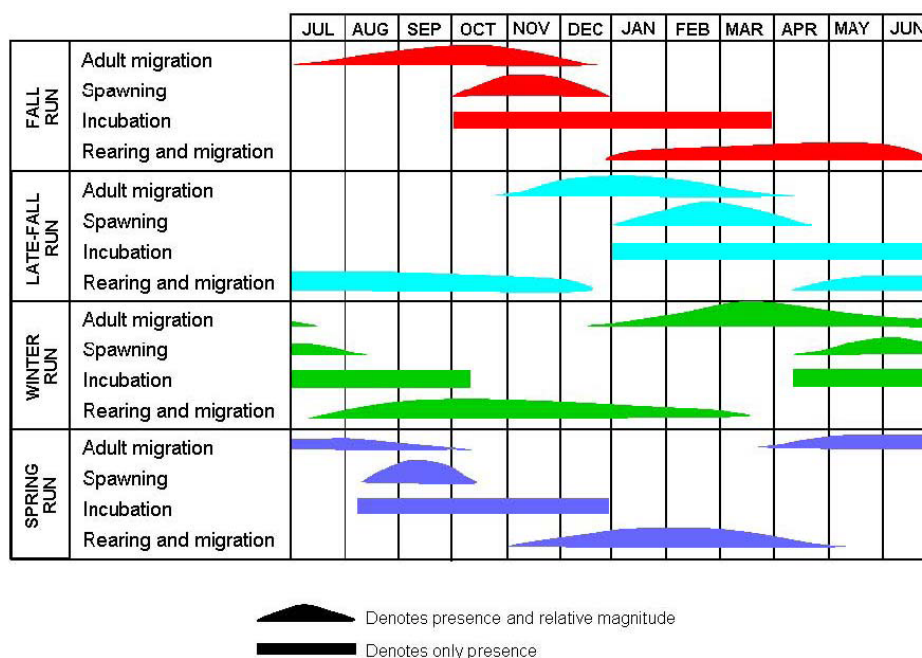 JUL AUG SEP OCT NOV DEC JAN FEB MAR APR MAY JUN
FALL RUN
Adult migration
Spawning
Incubation
Rearing and migration
LATE-FALL RUN
Adult migration
Spawning
Incubation
Rearing and migration
WINTER RUN
Adult migration
Spawning
Incubation
Rearing and migration
SPRING RUN
Adult migration
Spawning
Incubation
Rearing and migration
Denotes presence and relative magnitude
Denotes only presence